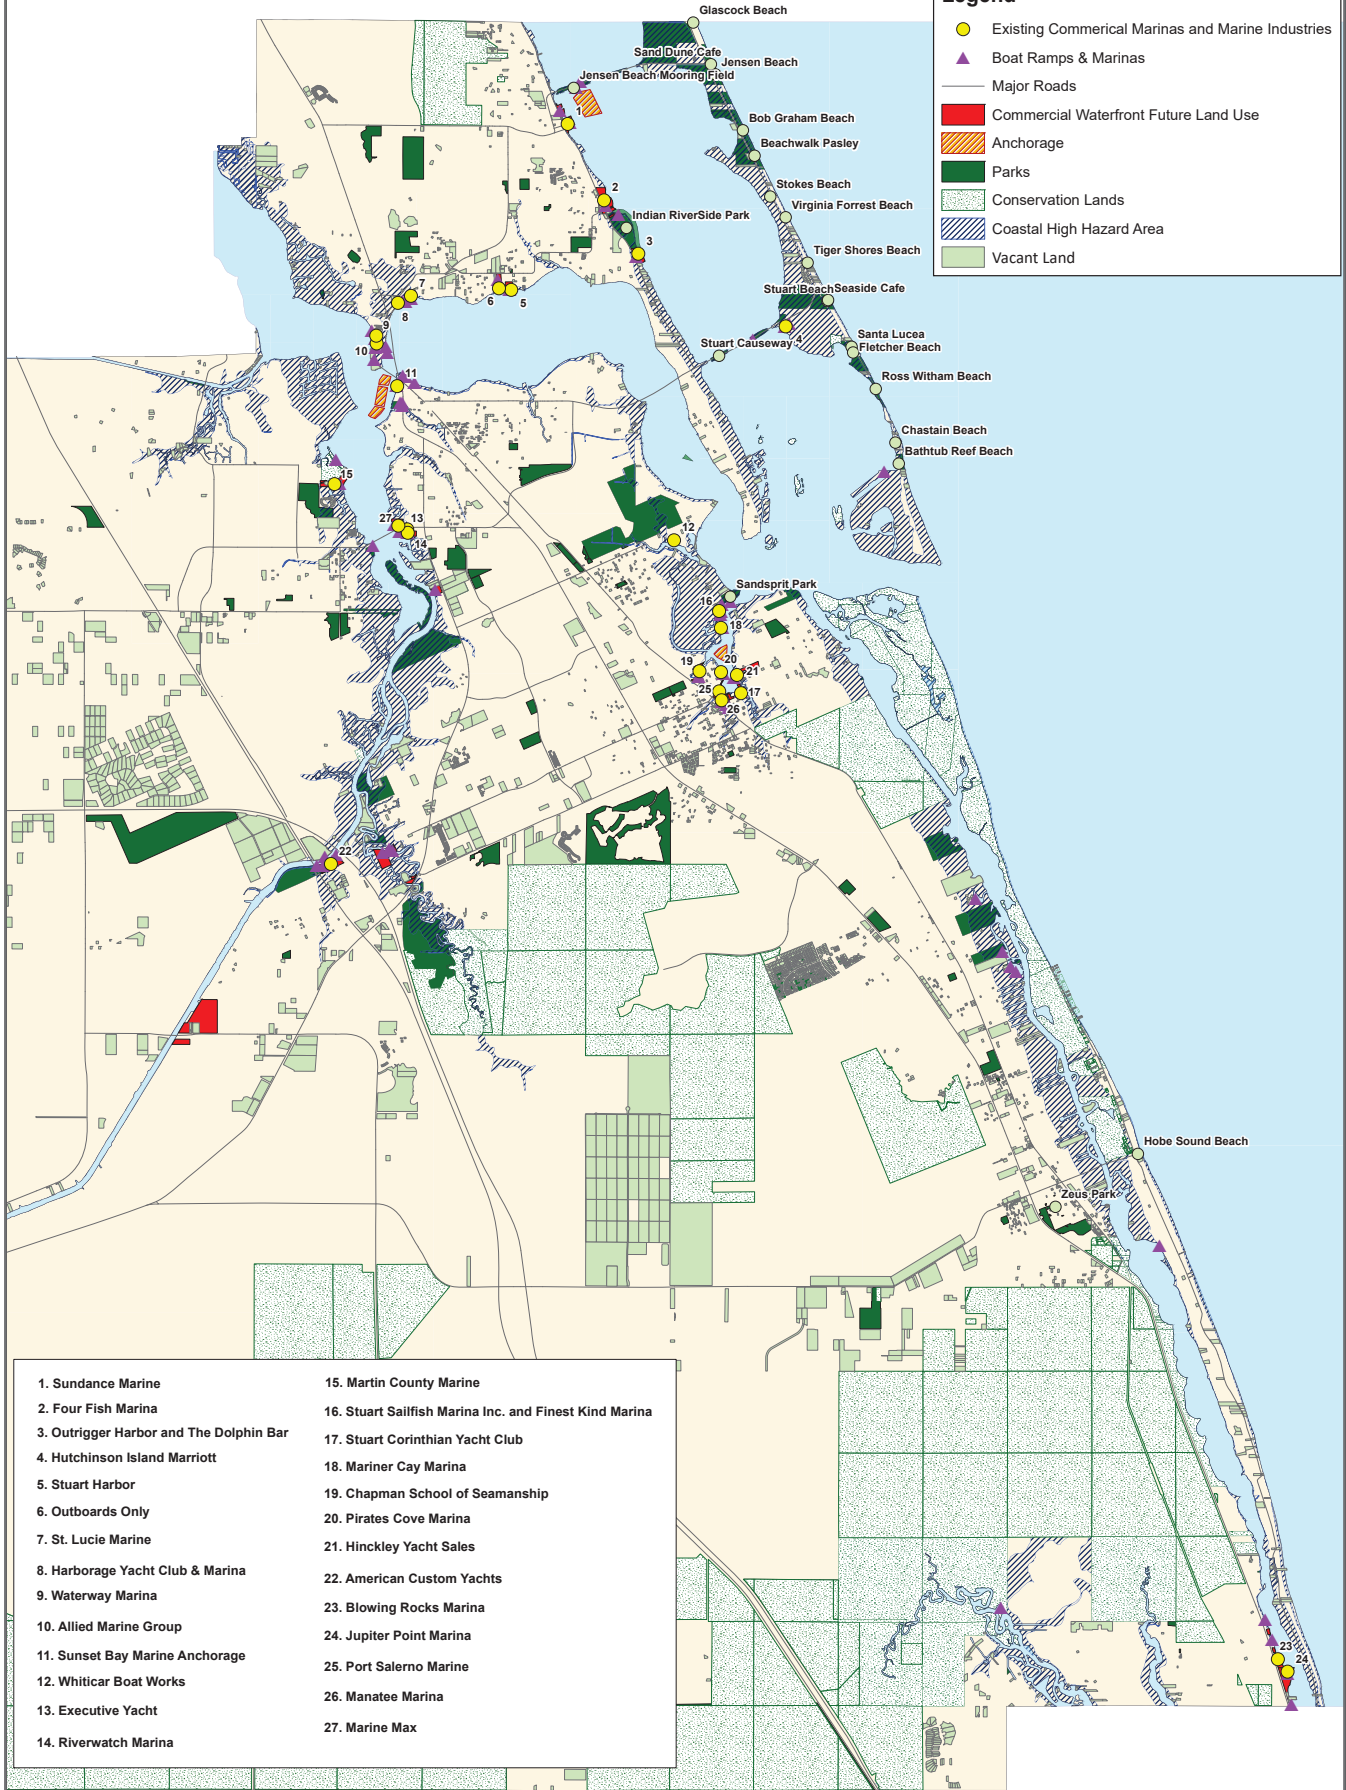 Legend
Existing Commerical Marinas and Marine Industries
Boat Ramps & Marinas
Major Roads
Commercial Waterfront Future Land Use
Anchorage
Parks
Conservation Lands
Coastal High Hazard Area
Vacant Land
Glascock Beach
Sand Dune Cafe
Jensen Beach
Jensen Beach Mooring Field
1
Bob Graham Beach
Beachwalk Pasley
Stokes Beach
2
Virginia Forrest Beach
Indian RiverSide Park
3
Tiger Shores Beach
7
6
5
Stuart Beach
Seaside Cafe
8
9
Stuart Causeway
4
Santa Lucea
10
Fletcher Beach
11
Ross Witham Beach
Chastain Beach
Bathtub Reef Beach
15
27
13
12
14
Sandsprit Park
16
18
19
20
21
25
17
26
22
Hobe Sound Beach
Zeus Park
23
24
1. Sundance Marine
2. Four Fish Marina
3. Outrigger Harbor and The Dolphin Bar
4. Hutchinson Island Marriott
5. Stuart Harbor
6. Outboards Only
7. St. Lucie Marine
8. Harborage Yacht Club & Marina
9. Waterway Marina
10. Allied Marine Group
11. Sunset Bay Marine Anchorage
12. Whiticar Boat Works
13. Executive Yacht
14. Riverwatch Marina
15. Martin County Marine
16. Stuart Sailfish Marina Inc. and Finest Kind Marina
17. Stuart Corinthian Yacht Club
18. Mariner Cay Marina
19. Chapman School of Seamanship
20. Pirates Cove Marina
21. Hinckley Yacht Sales
22. American Custom Yachts
23. Blowing Rocks Marina
24. Jupiter Point Marina
25. Port Salerno Marine
26. Manatee Marina
27. Marine Max